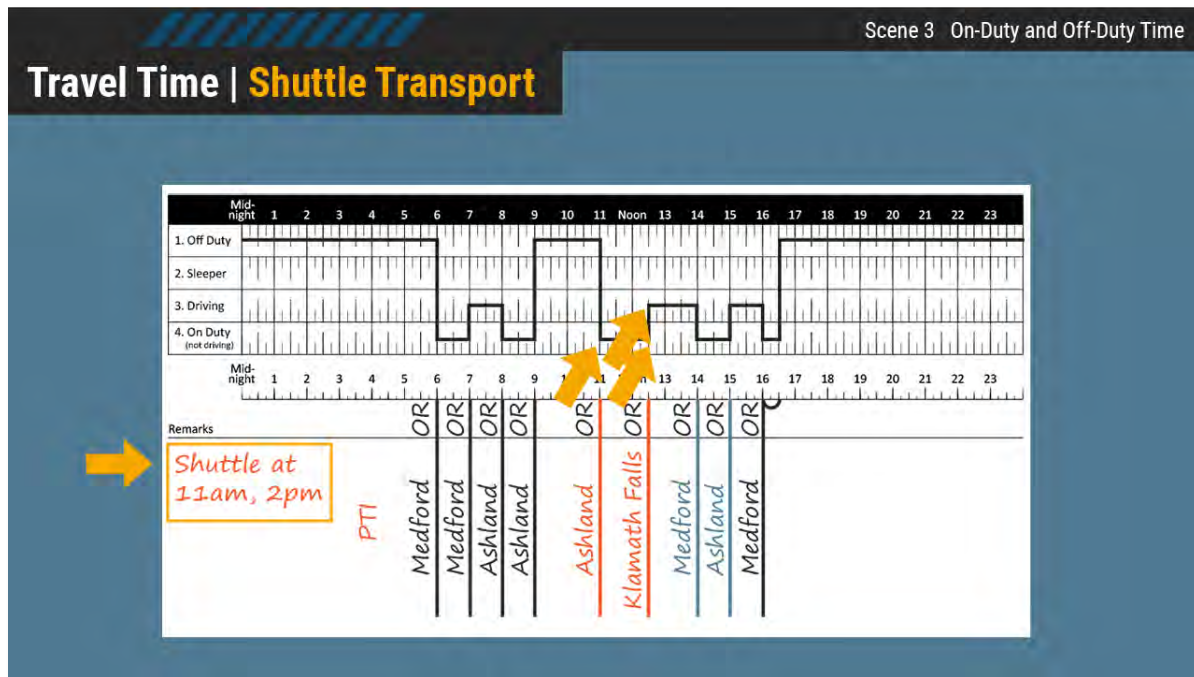 Scene 3 On-Duty and Off-Duty Time
Travel Time | Shuttle Transport
Mid-
night 1 2 3 4 5 6 7 8 9 10 11 Noon 13 14 15 16 17 18 19 20 21 22 23
1. Off Duty
2. Sleeper
3. Driving
4. On Duty
(not driving)
Mid-
night 1 2 3 4 5 6 7 8 9 13 14 15 16 17 18 19 20 21 22 23
Remarks
OR OR OR OR OR OR OR OR OR
Shuttle at
11am, 2pm
PTI
Medford
Medford
Ashland
Ashland
Ashland
Klamath Falls
Medford
Ashland
Medford